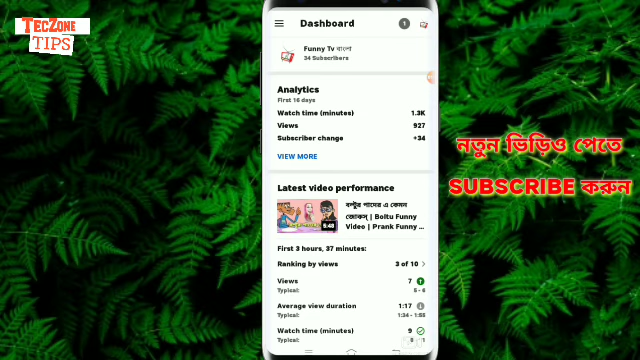 TECZONE
TIPS
Dashboard
1
Funny Tv বাংলা
34 Subscribers
Analytics
First 16 days
Watch time (minutes) 1.3K
Views 927
Subscriber change +34
VIEW MORE
Latest video performance
বল্টুর পাদের এ কেমন
জোকস্ | Boltu Funny
Video | Prank Funny ...
5:48
First 3 hours, 37 minutes:
Ranking by views 3 of 10
Views 7
Typical: 5 - 6
Average view duration 1:17
Typical: 1:34 - 1:58
Watch time (minutes) 9
Typical:
নতুন ভিড়িও পেতে
SUBSCRIBE করুন